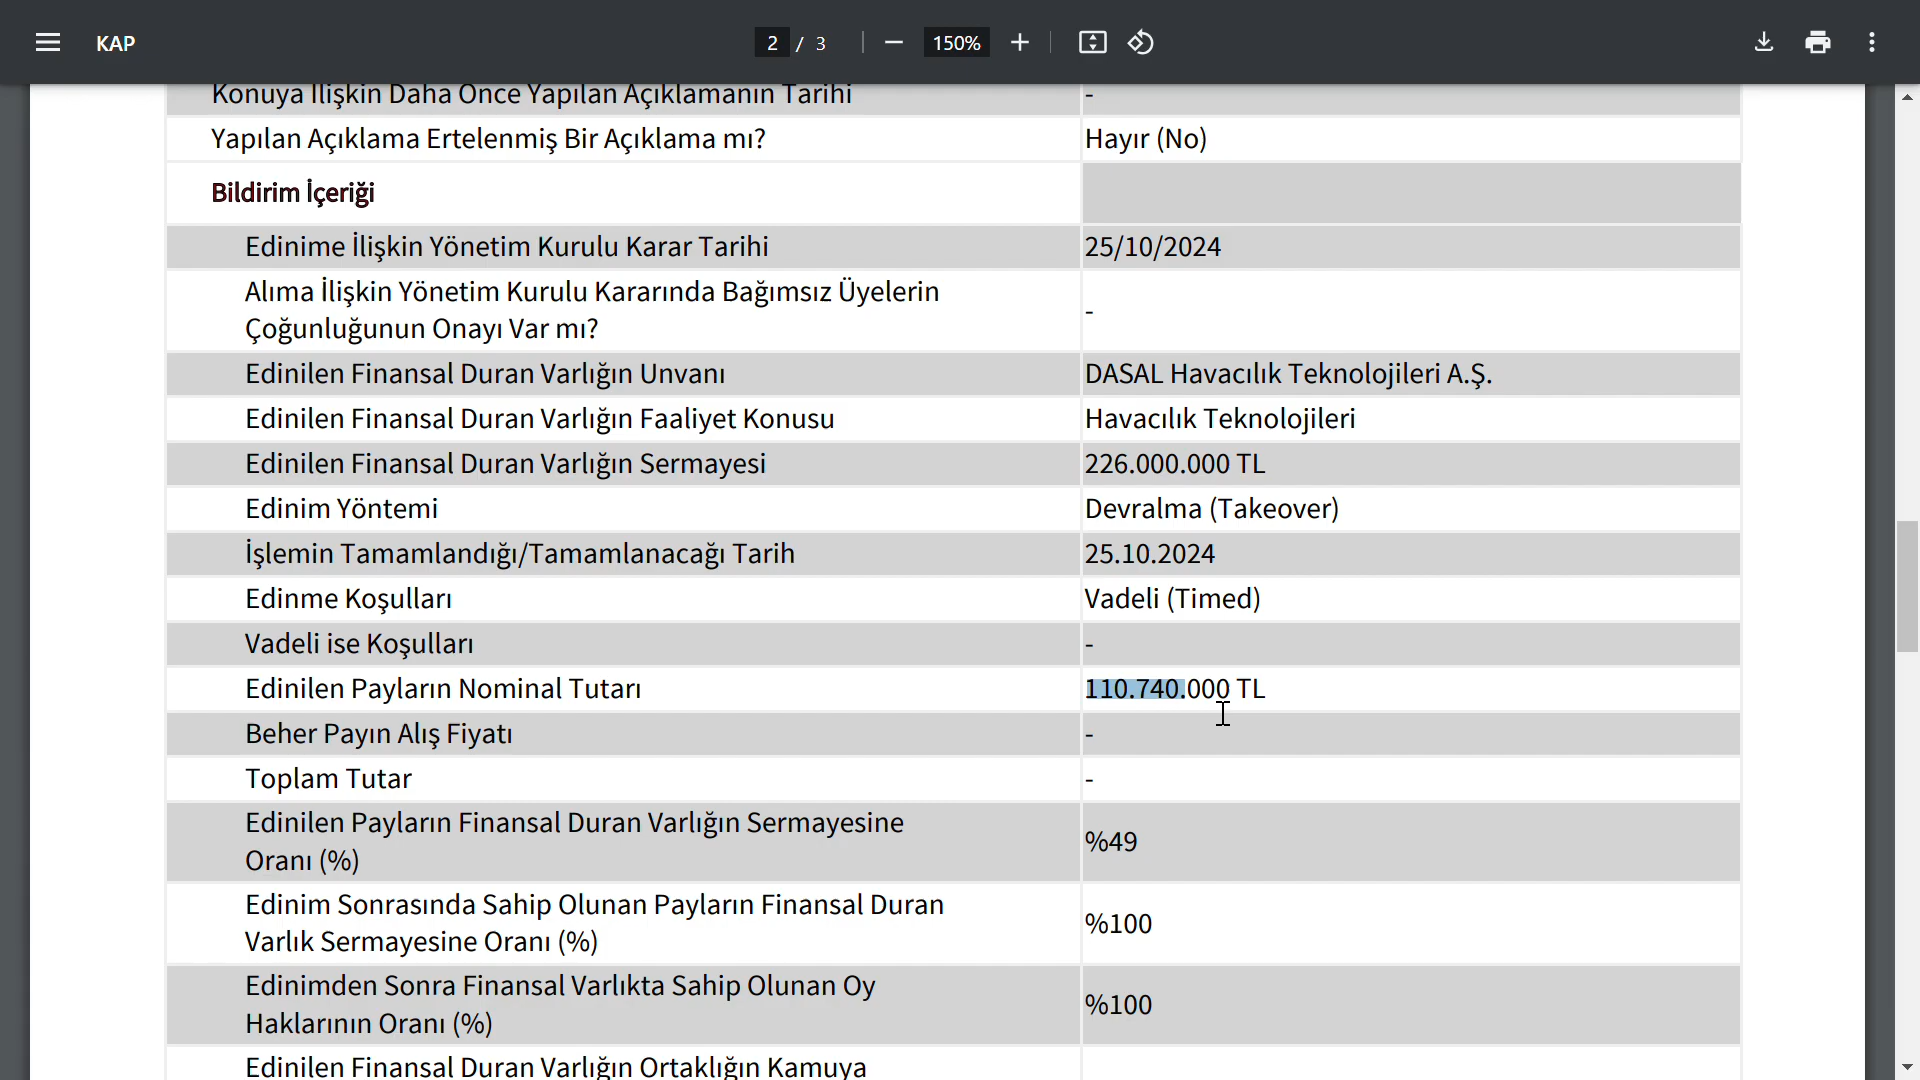 KAP
2 / 3
150%
Konuya İlişkin Daha Önce Yapılan Açıklamanın Tarihi -
Yapılan Açıklama Ertelenmiş Bir Açıklama mı? Hayır (No)
Bildirim İçeriği
Edinime İlişkin Yönetim Kurulu Karar Tarihi 25/10/2024
Alıma İlişkin Yönetim Kurulu Kararında Bağımsız Üyelerin
Çoğunluğunun Onayı Var mı? -
Edinilen Finansal Duran Varlığın Unvanı DASAL Havacılık Teknolojileri A.Ş.
Edinilen Finansal Duran Varlığın Faaliyet Konusu Havacılık Teknolojileri
Edinilen Finansal Duran Varlığın Sermayesi 226.000.000 TL
Edinim Yöntemi Devralma (Takeover)
İşlemin Tamamlandığı/Tamamlanacağı Tarih 25.10.2024
Edinme Koşulları Vadeli (Timed)
Vadeli ise Koşulları -
Edinilen Payların Nominal Tutarı 110.740.000 TL
Beher Payın Alış Fiyatı -
Toplam Tutar -
Edinilen Payların Finansal Duran Varlığın Sermayesine
Oranı (%) %49
Edinim Sonrasında Sahip Olunan Payların Finansal Duran
Varlık Sermayesine Oranı (%) %100
Edinimden Sonra Finansal Varlıkta Sahip Olunan Oy
Haklarının Oranı (%) %100
Edinilen Finansal Duran Varlığın Ortaklığın Kamuya